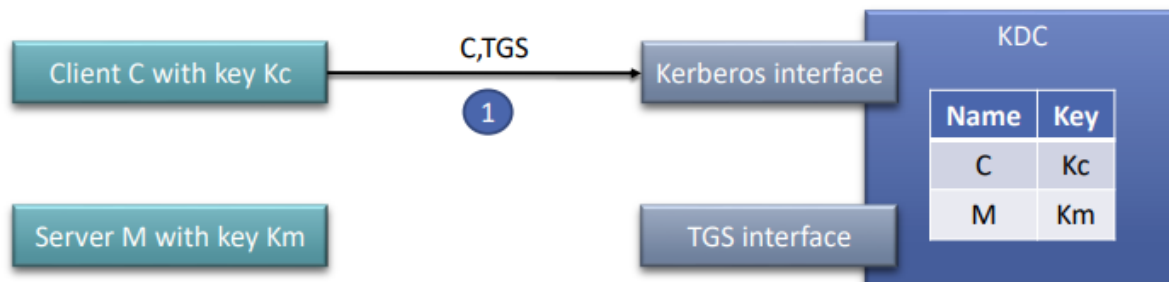 KDC
C,TGS
Client C with key Kc
Kerberos interface
1
Name Key
C Kc
M Km
Server M with key Km
TGS interface